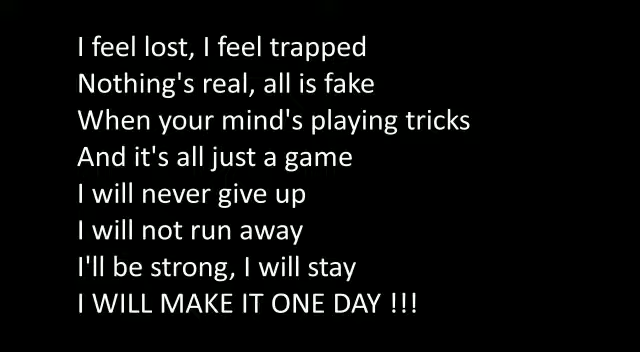 I feel lost, I feel trapped
Nothing's real, all is fake
When your mind's playing tricks
And it's all just a game
I will never give up
I will not run away
I'll be strong, I will stay
I WILL MAKE IT ONE DAY !!!